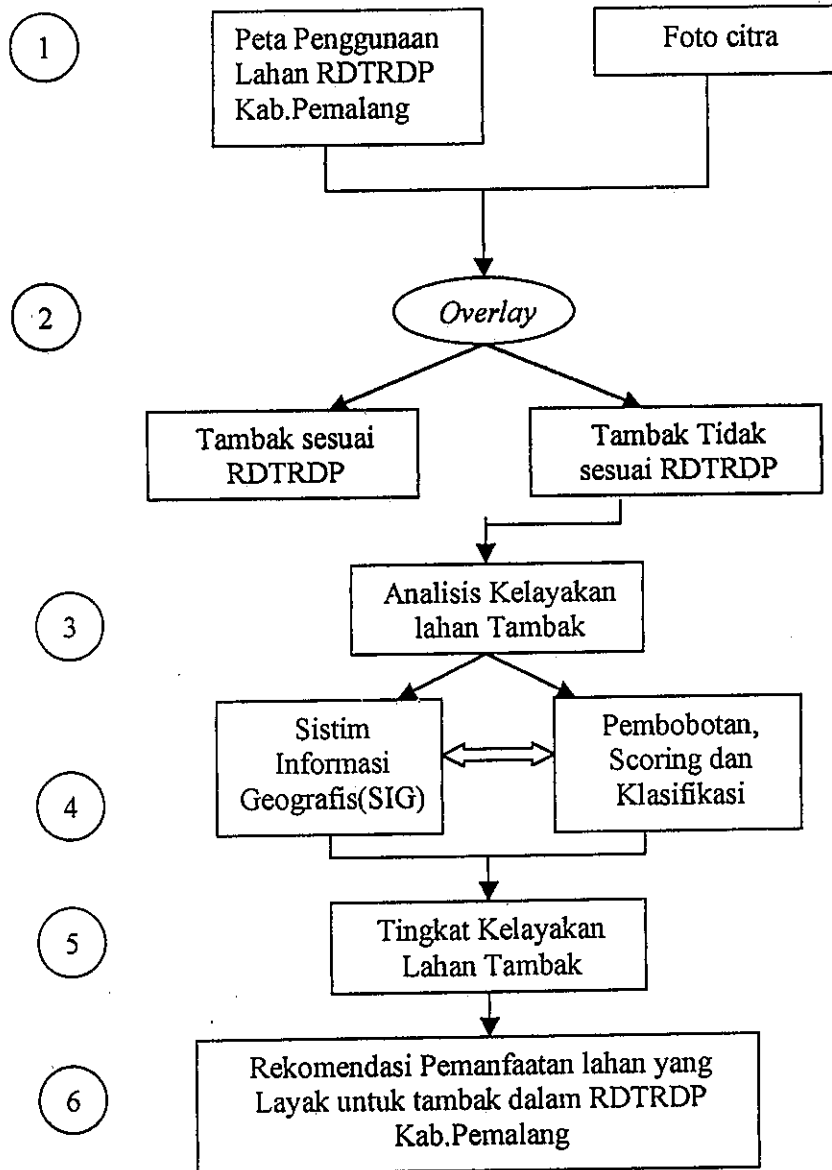 1
Peta Penggunaan
Lahan RDTRDP
Kab.Pemalang
Foto citra
2
Overlay
Tambak sesuai
RDTRDP
Tambak Tidak
sesuai RDTRDP
3
Analisis Kelayakan
lahan Tambak
4
Sistim
Informasi
Geografis(SIG)
Pembobotan,
Scoring dan
Klasifikasi
5
Tingkat Kelayakan
Lahan Tambak
6
Rekomendasi Pemanfaatan lahan yang
Layak untuk tambak dalam RDTRDP
Kab.Pemalang